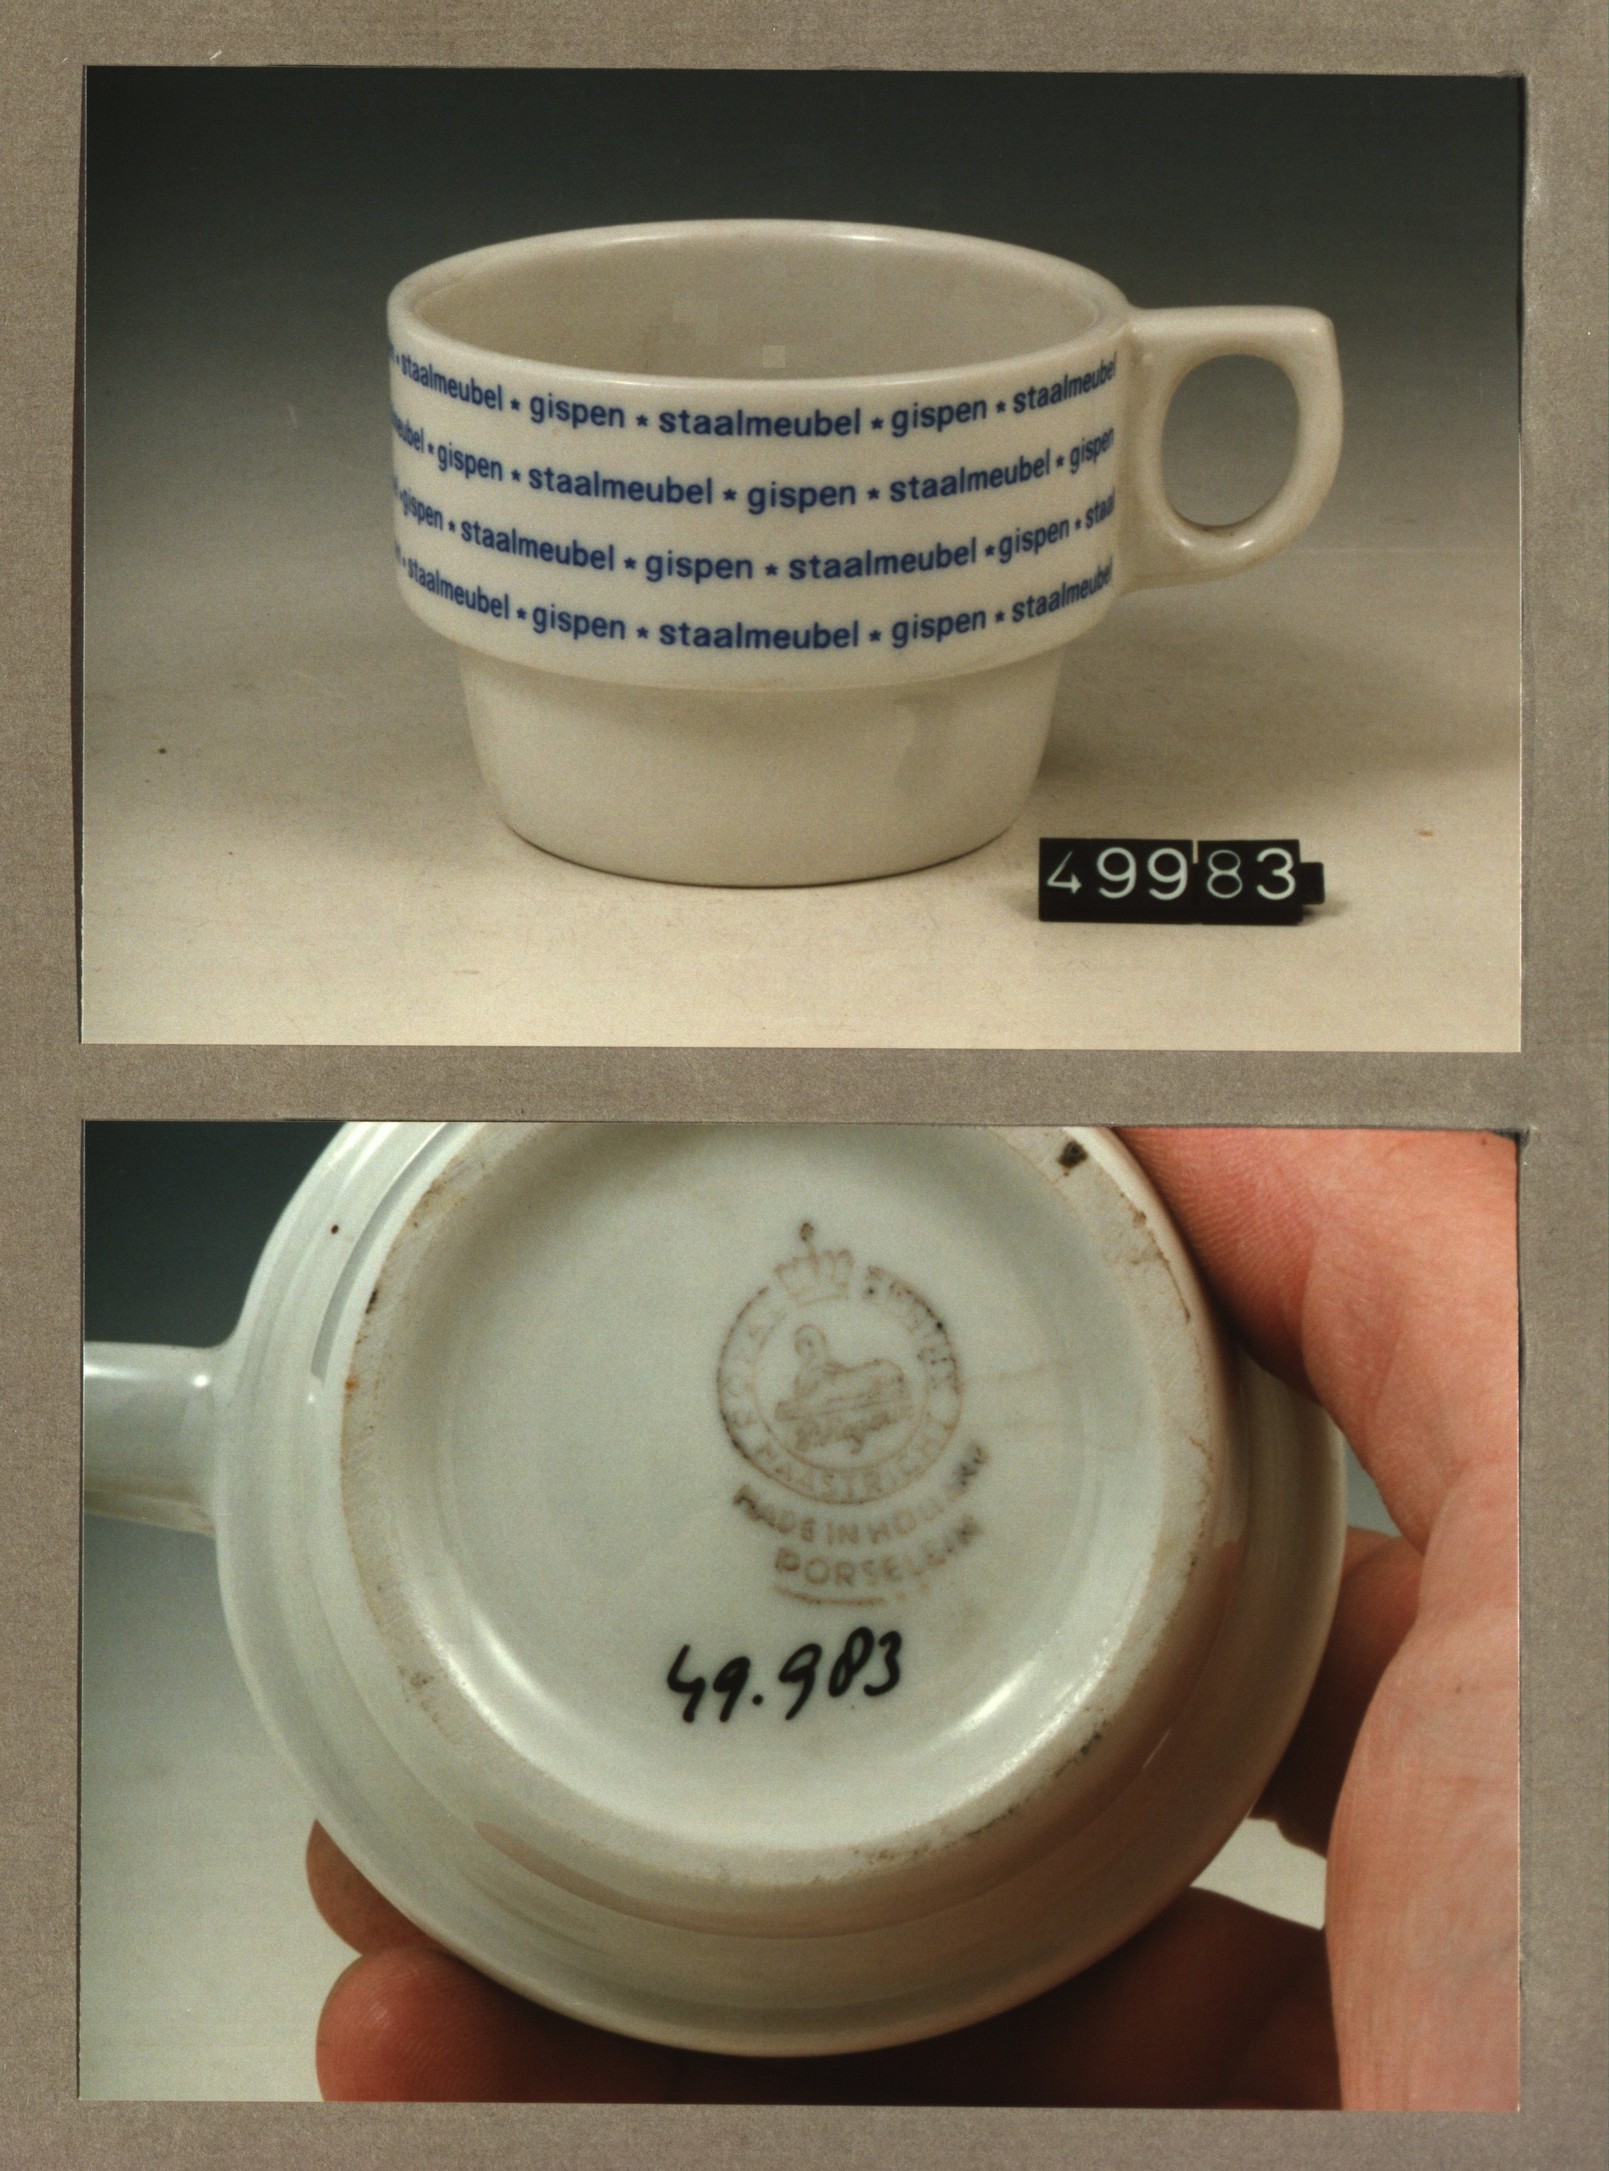 staalmeubel * gispen * staalmeubel * gispen * staalmeubel
gispen * staalmeubel * gispen * staalmeubel * gispen
gispen * staalmeubel * gispen * staalmeubel * gispen * staal
staalmeubel * gispen * staalmeubel * gispen * staalmeubel
49983
MAASTRICHT
MADE IN HOLLAND
PORSELEIN
49.983